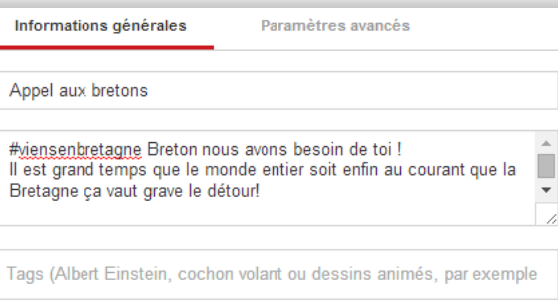 Informations générales Paramètres avancés
Appel aux bretons
#viensenbretagne Breton nous avons besoin de toi !
Il est grand temps que le monde entier soit enfin au courant que la
Bretagne ça vaut grave le détour!
Tags (Albert Einstein, cochon volant ou dessins animés, par exemple